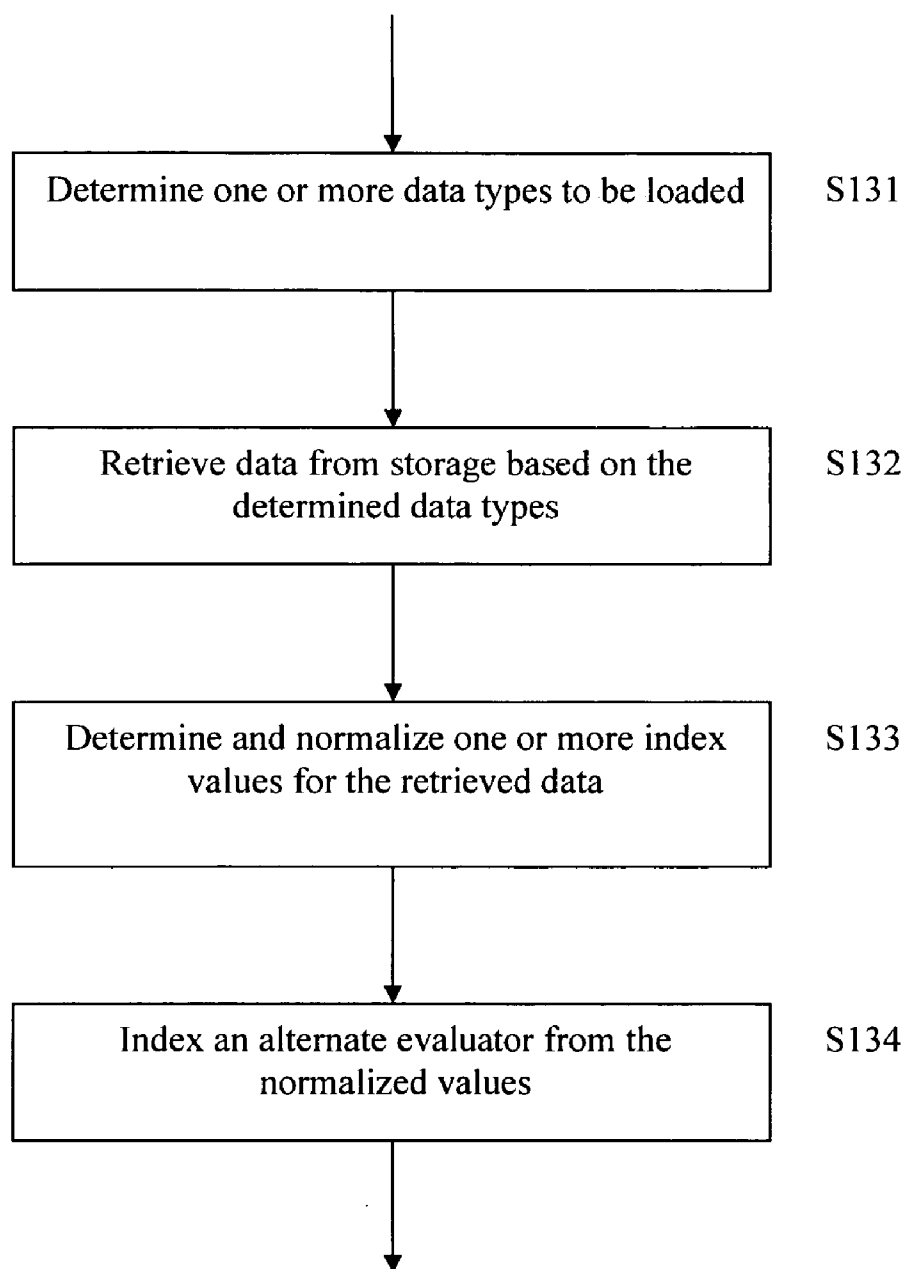 Determine one or more data types to be loaded
S131
Retrieve data from storage based on the
determined data types
S132
Determine and normalize one or more index
values for the retrieved data
S133
Index an alternate evaluator from the
normalized values
S134